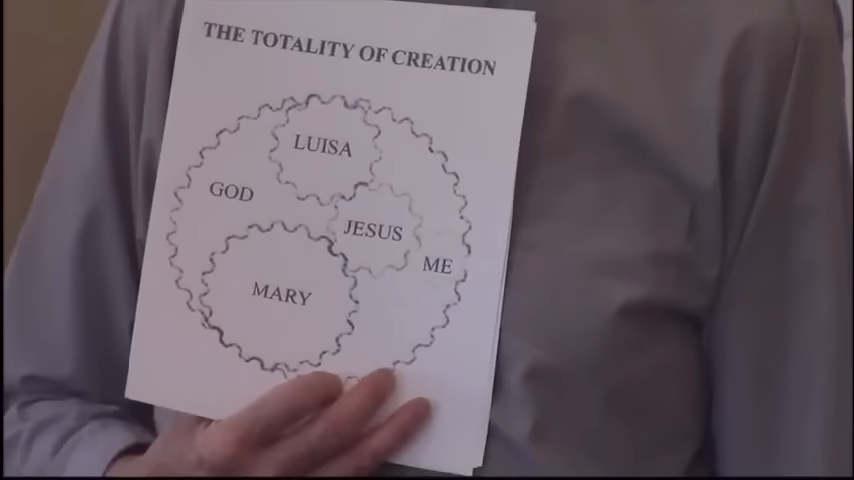 THE TOTALITY OF CREATION
LUISA
GOD
JESUS
ME
MARY